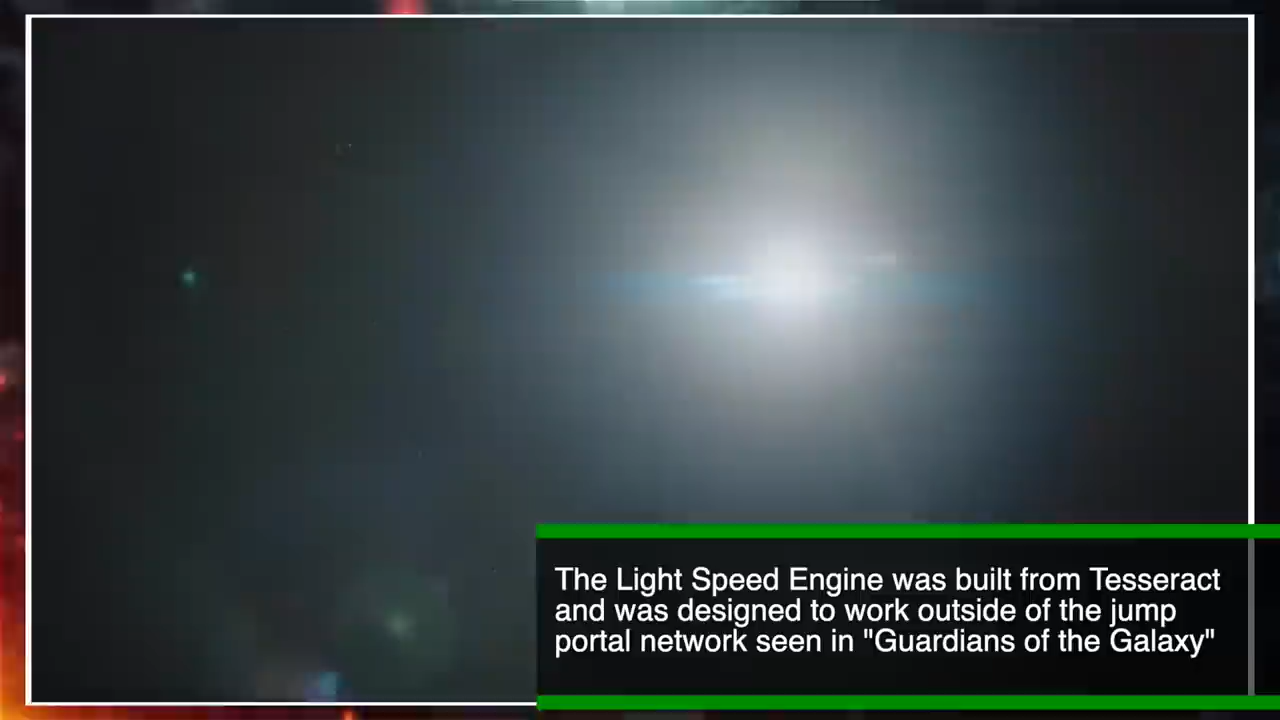 The Light Speed Engine was built from Tesseract
and was designed to work outside of the jump
portal network seen in "Guardians of the Galaxy"